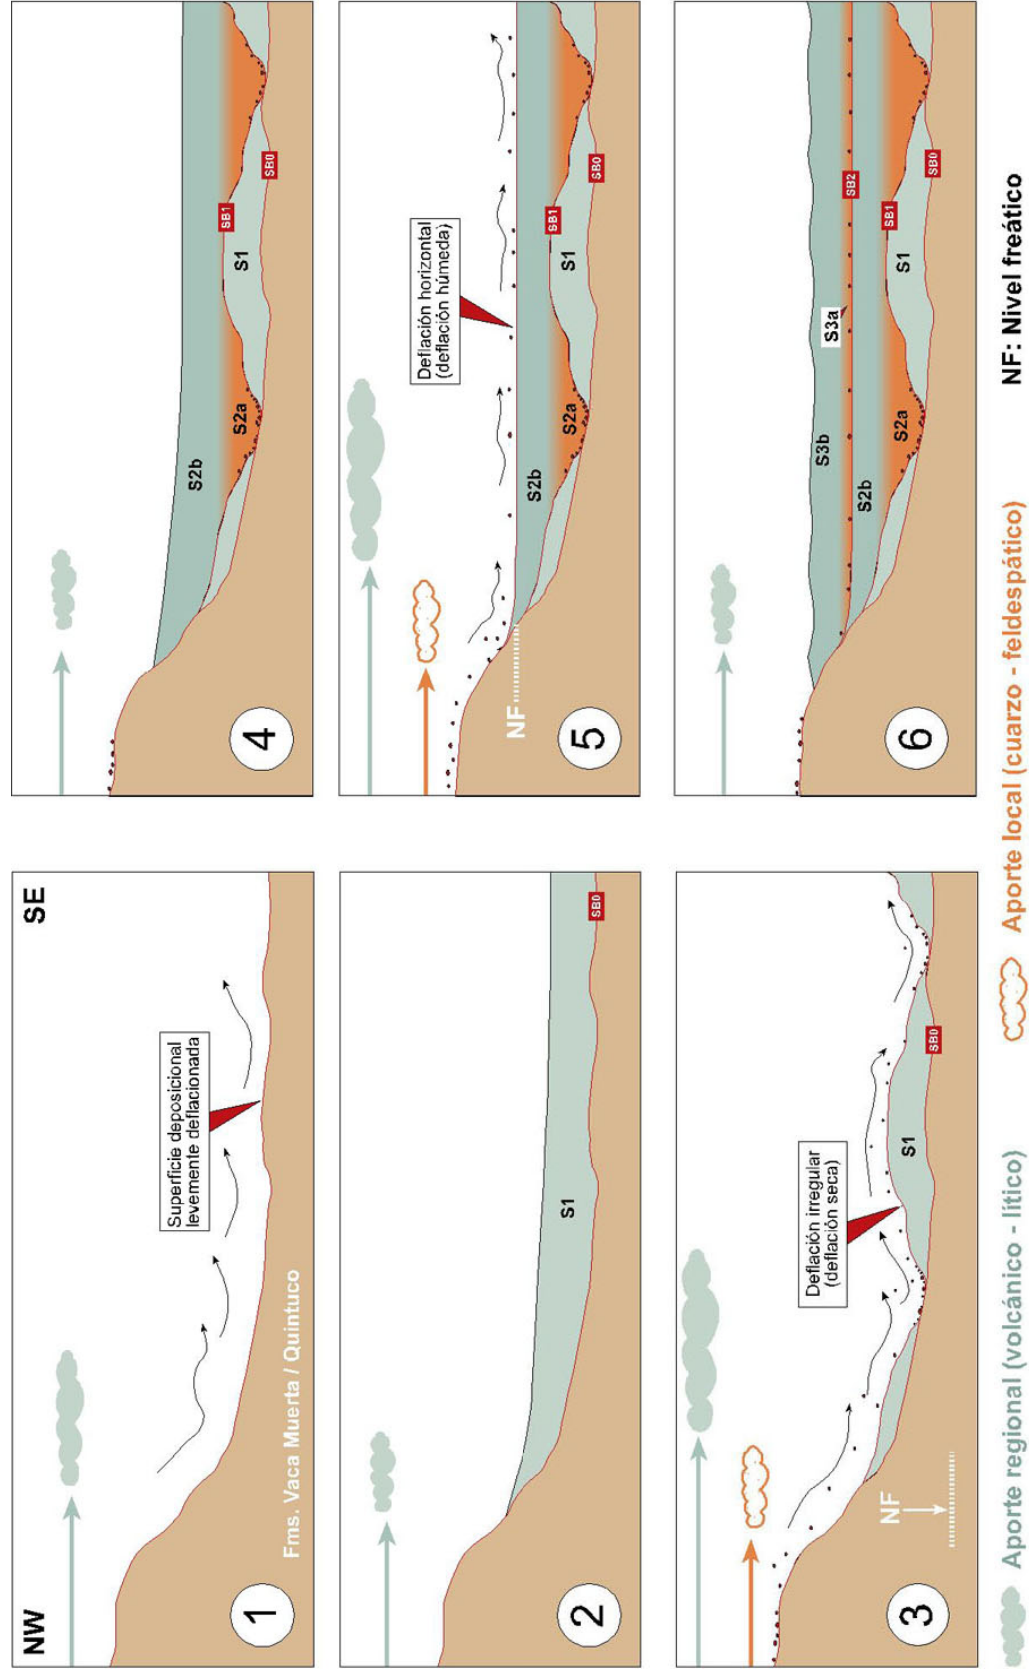 NW
SE
Superficie deposicional
levemente deflacionada
Fms. Vaca Muerta / Quintuco
1
S1
SB0
2
Deflación irregular
(deflación seca)
S1
SB0
NF
3
S2b
SB1
S2a
S1
SB0
4
Deflación horizontal
(deflación húmeda)
NF
S2b
SB1
S2a
S1
SB0
5
S3b
S3a
SB2
S2b
SB1
S2a
S1
SB0
6
Aporte regional (volcánico - lítico)
Aporte local (cuarzo - feldespático)
NF: Nivel freático